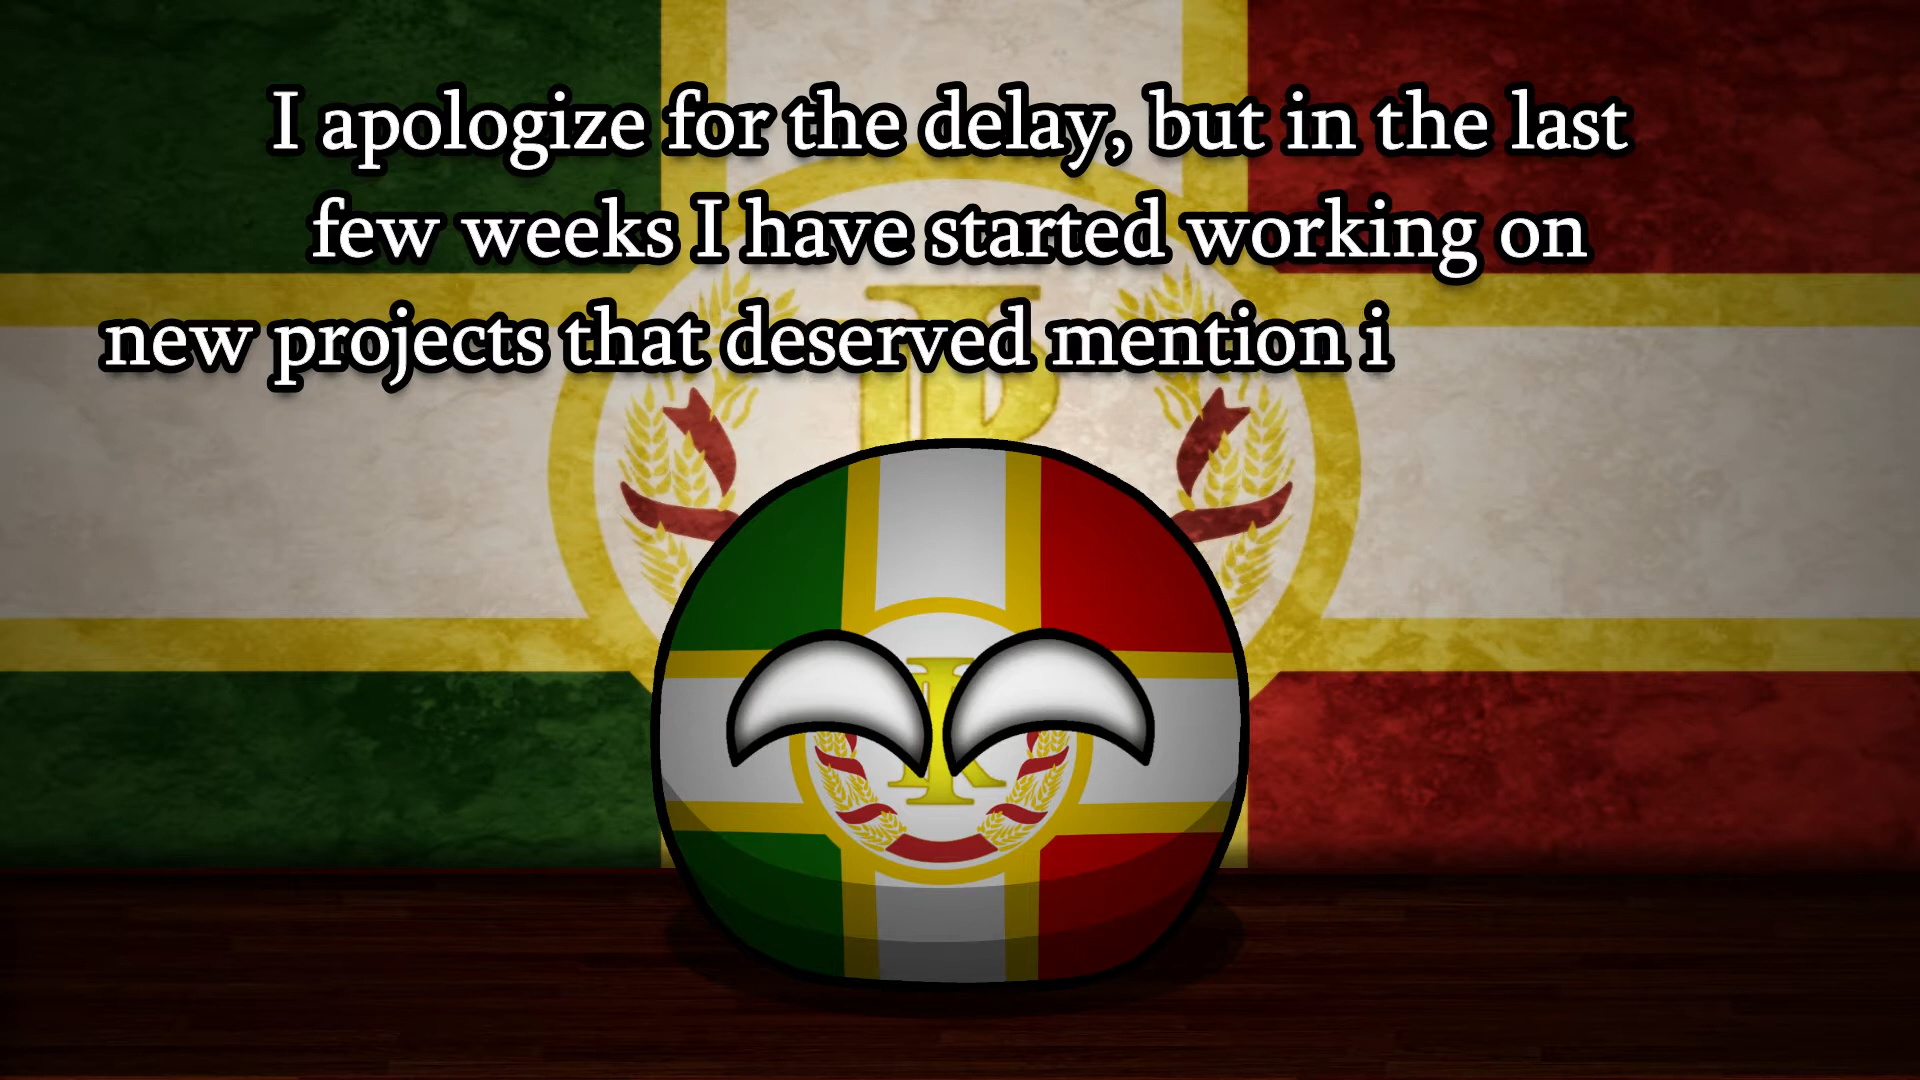 I apologize for the delay, but in the last
few weeks I have started working on
new projects that deserved mention i